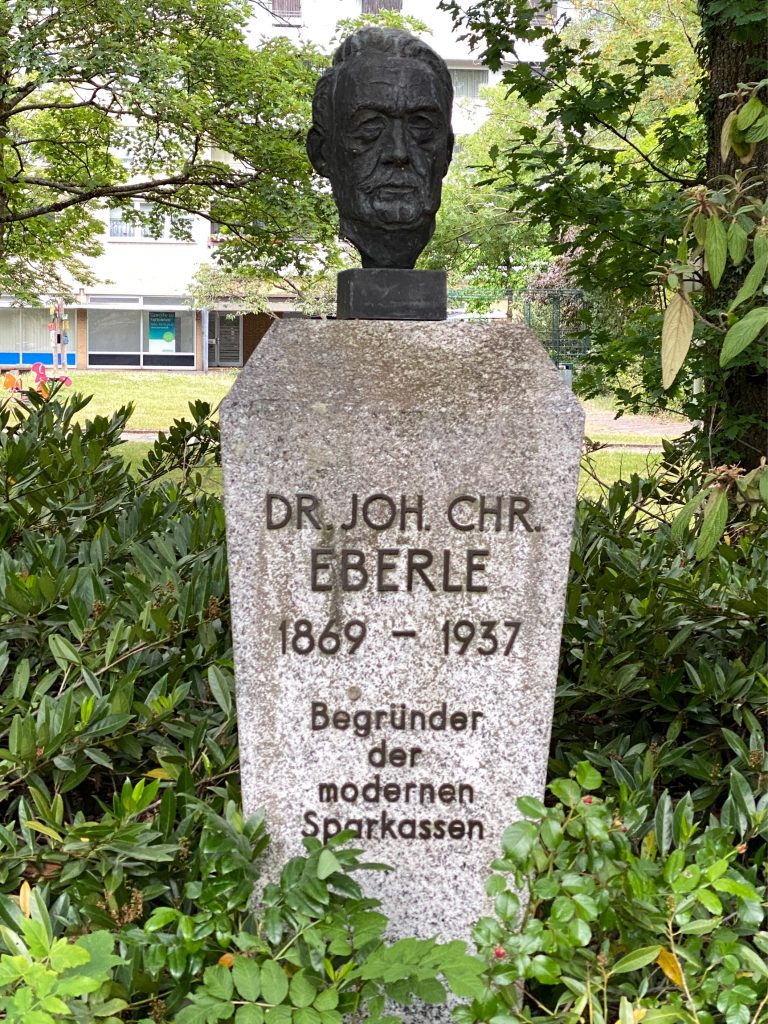 DR. JOH. CHR.
EBERLE
1869 – 1937
Begründer
der
modernen
Sparkassen